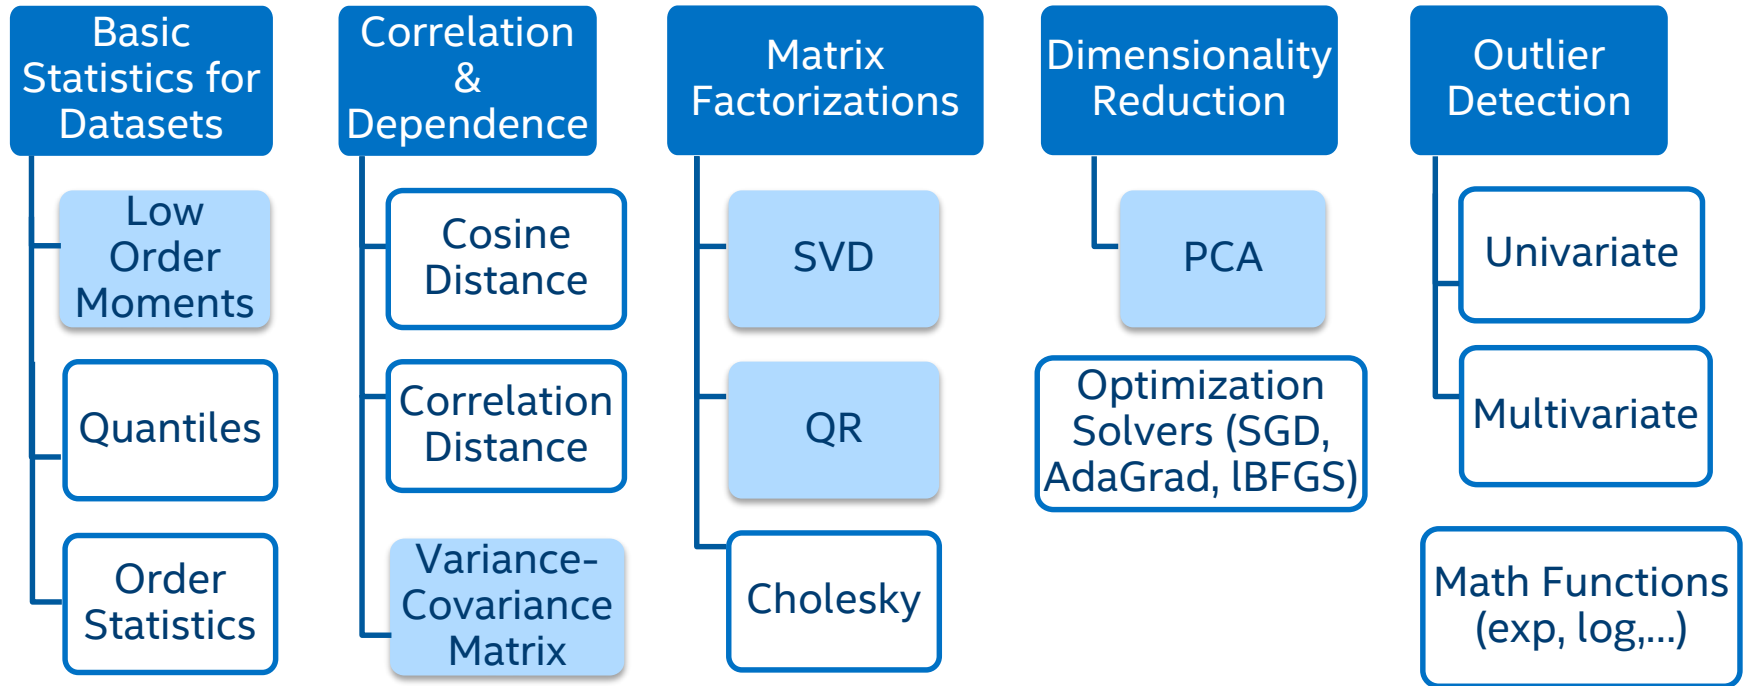 Basic
Statistics for
Datasets
Low
Order
Moments
Quantiles
Order
Statistics
Correlation
&
Dependence
Cosine
Distance
Correlation
Distance
Variance-
Covariance
Matrix
Matrix
Factorizations
SVD
QR
Cholesky
Dimensionality
Reduction
PCA
Optimization
Solvers (SGD,
AdaGrad, lBFGS)
Outlier
Detection
Univariate
Multivariate
Math Functions
(exp, log,...)